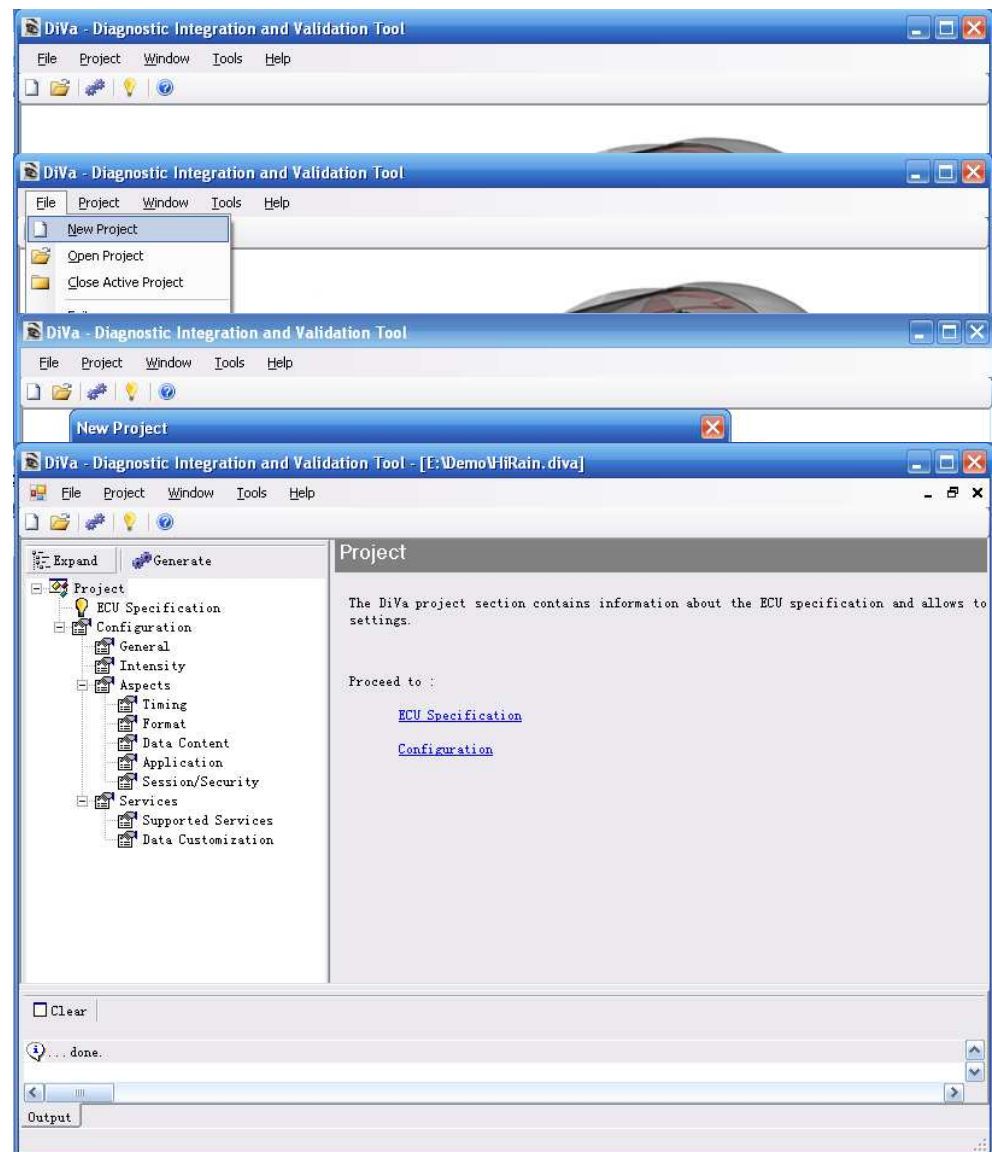 DiVa - Diagnostic Integration and Validation Tool
File Project Window Tools Help
DiVa - Diagnostic Integration and Validation Tool
File Project Window Tools Help
New Project
Open Project
Close Active Project
DiVa - Diagnostic Integration and Validation Tool
File Project Window Tools Help
New Project
DiVa - Diagnostic Integration and Validation Tool - [E:\Demo\HiRain.diva]
File Project Window Tools Help
Expand Generate
Project
Project
ECU Specification
Configuration
General
Intensity
Aspects
Timing
Format
Data Content
Application
Session/Security
Services
Supported Services
Data Customization
The DiVa project section contains information about the ECU specification and allows to
settings.
Proceed to :
ECU Specification
Configuration
Clear
... done.
Output